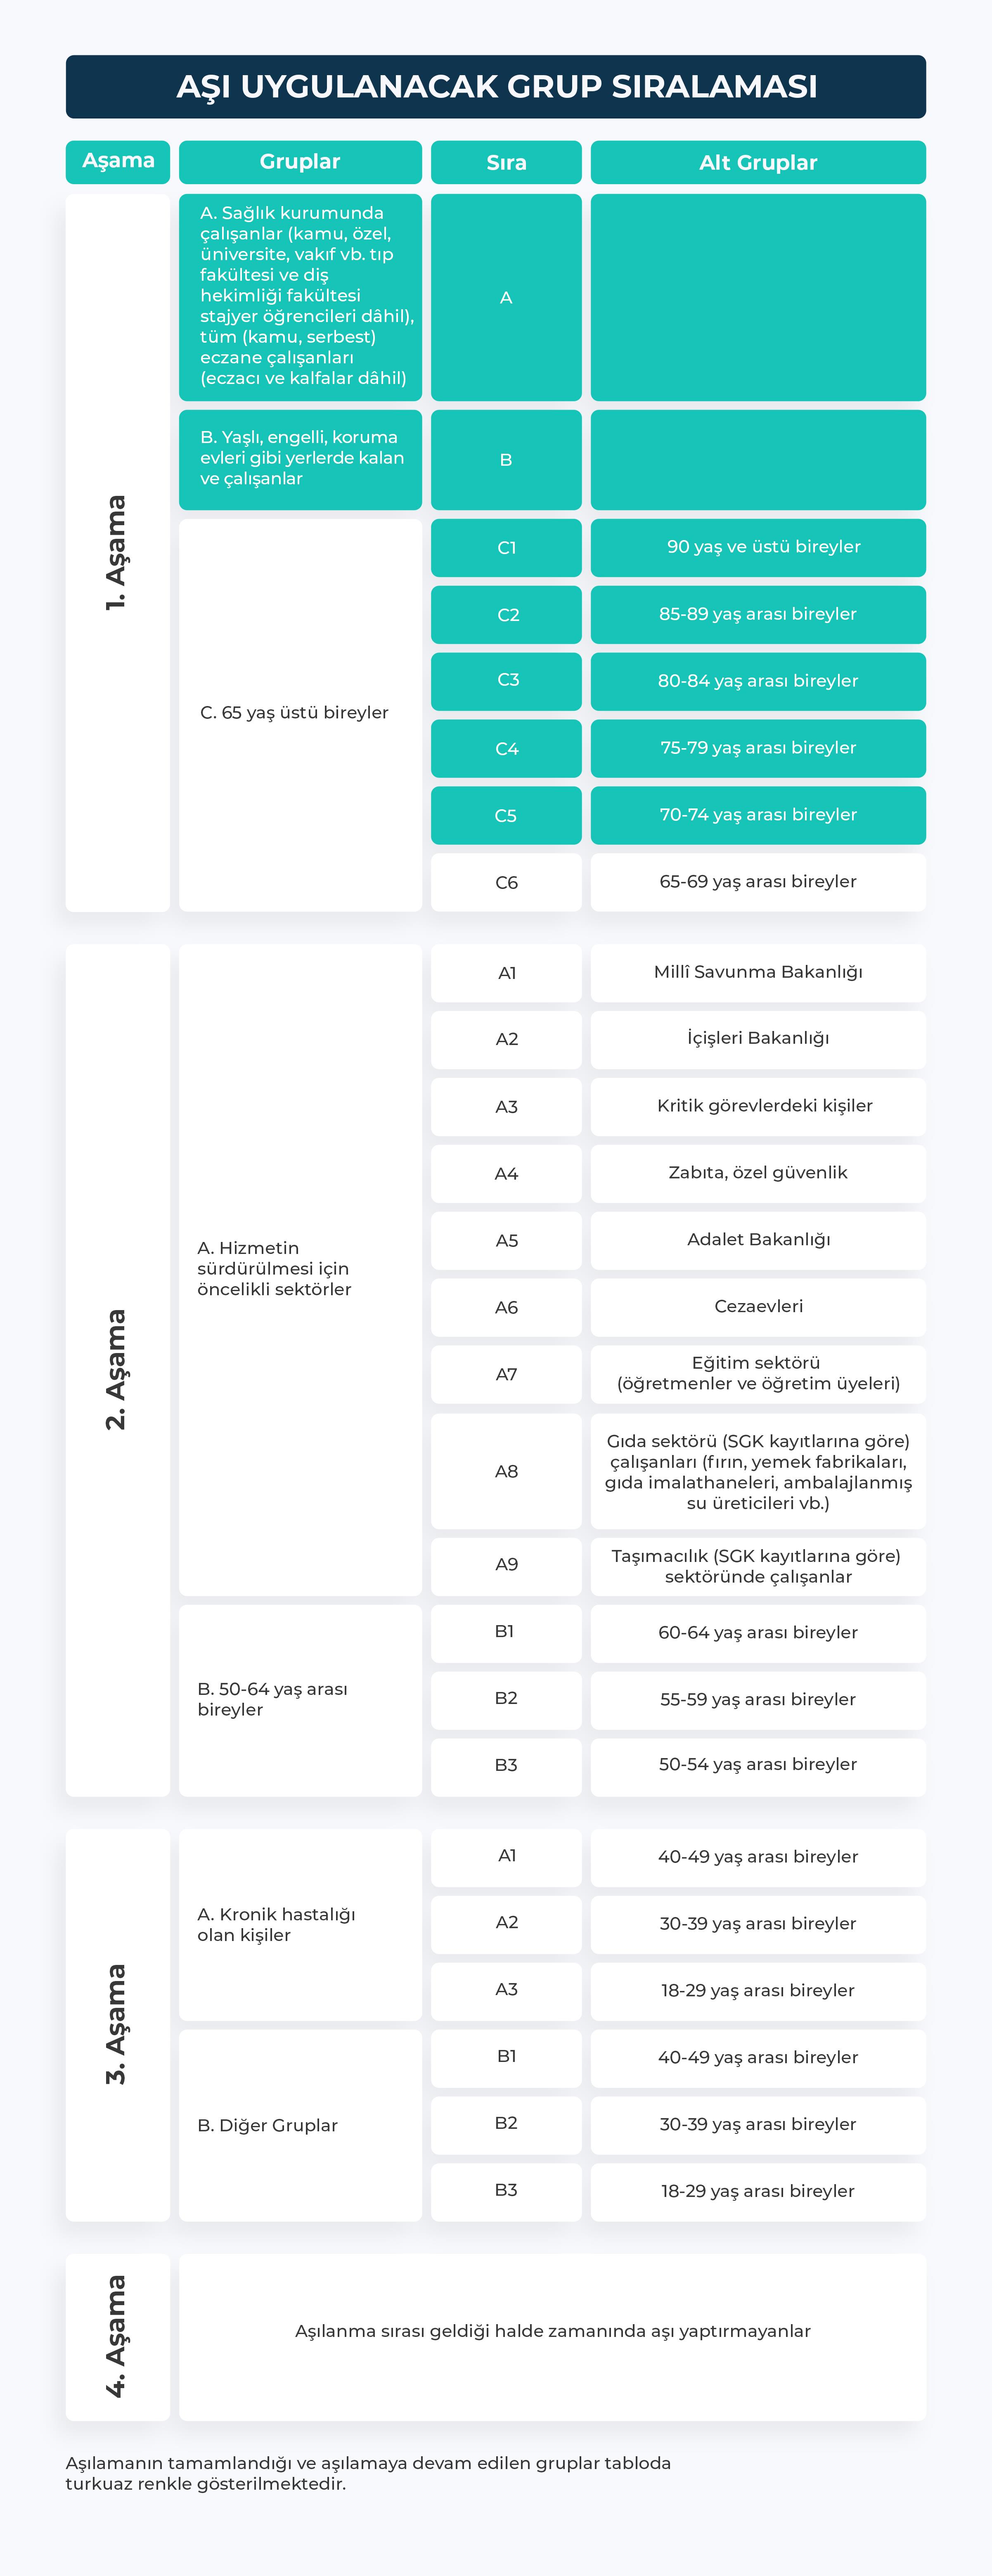 AŞI UYGULANACAK GRUP SIRALAMASI
Aşama
Gruplar
Sıra
Alt Gruplar
1. Aşama
A. Sağlık kurumunda
çalışanlar (kamu, özel,
üniversite, vakıf vb. tıp
fakültesi ve diş
hekimliği fakültesi
stajyer öğrencileri dâhil),
tüm (kamu, serbest)
eczane çalışanları
(eczacı ve kalfalar dâhil)
A
B. Yaşlı, engelli, koruma
evleri gibi yerlerde kalan
ve çalışanlar
B
C. 65 yaş üstü bireyler
C1
90 yaş ve üstü bireyler
C2
85-89 yaş arası bireyler
C3
80-84 yaş arası bireyler
C4
75-79 yaş arası bireyler
C5
70-74 yaş arası bireyler
C6
65-69 yaş arası bireyler
2. Aşama
A. Hizmetin
sürdürülmesi için
öncelikli sektörler
A1
Millî Savunma Bakanlığı
A2
İçişleri Bakanlığı
A3
Kritik görevlerdeki kişiler
A4
Zabıta, özel güvenlik
A5
Adalet Bakanlığı
A6
Cezaevleri
A7
Eğitim sektörü
(öğretmenler ve öğretim üyeleri)
A8
Gıda sektörü (SGK kayıtlarına göre)
çalışanları (fırın, yemek fabrikaları,
gıda imalathaneleri, ambalajlanmış
su üreticileri vb.)
A9
Taşımacılık (SGK kayıtlarına göre)
sektöründe çalışanlar
B. 50-64 yaş arası
bireyler
B1
60-64 yaş arası bireyler
B2
55-59 yaş arası bireyler
B3
50-54 yaş arası bireyler
3. Aşama
A. Kronik hastalığı
olan kişiler
A1
40-49 yaş arası bireyler
A2
30-39 yaş arası bireyler
A3
18-29 yaş arası bireyler
B. Diğer Gruplar
B1
40-49 yaş arası bireyler
B2
30-39 yaş arası bireyler
B3
18-29 yaş arası bireyler
4. Aşama
Aşılanma sırası geldiği halde zamanında aşı yaptırmayanlar
Aşılamanın tamamlandığı ve aşılamaya devam edilen gruplar tabloda
turkuaz renkle gösterilmektedir.